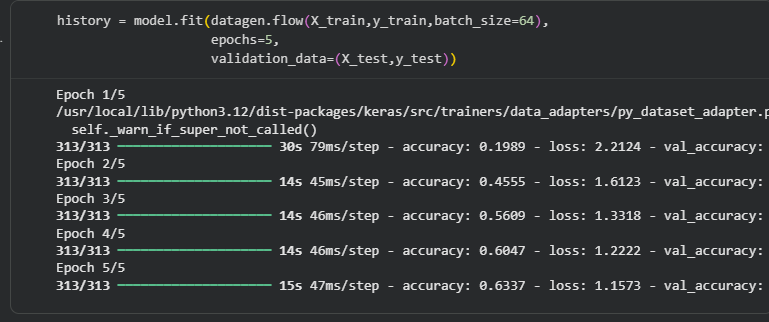 history = model.fit(datagen.flow(X_train,y_train,batch_size=64),
epochs=5,
validation_data=(X_test,y_test))
Epoch 1/5
/usr/local/lib/python3.12/dist-packages/keras/src/trainers/data_adapters/py_dataset_adapter.p
self._warn_if_super_not_called()
313/313 ━━━━━━━━━━━━━━━━━━━━ 30s 79ms/step - accuracy: 0.1989 - loss: 2.2124 - val_accuracy:
Epoch 2/5
313/313 ━━━━━━━━━━━━━━━━━━━━ 14s 45ms/step - accuracy: 0.4555 - loss: 1.6123 - val_accuracy:
Epoch 3/5
313/313 ━━━━━━━━━━━━━━━━━━━━ 14s 46ms/step - accuracy: 0.5609 - loss: 1.3318 - val_accuracy:
Epoch 4/5
313/313 ━━━━━━━━━━━━━━━━━━━━ 14s 46ms/step - accuracy: 0.6047 - loss: 1.2222 - val_accuracy:
Epoch 5/5
313/313 ━━━━━━━━━━━━━━━━━━━━ 15s 47ms/step - accuracy: 0.6337 - loss: 1.1573 - val_accuracy: